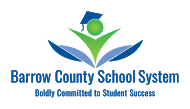 Barrow County School System
Boldly Committed to Student Success